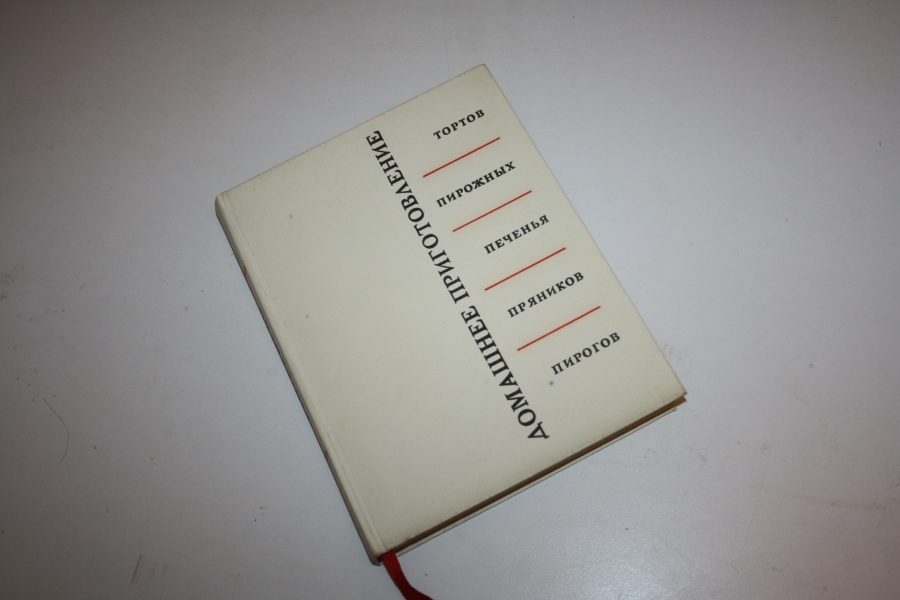 ДОМАШНЕЕ ПРИГОТОВЛЕНИЕ
ТОРТОВ
ПИРОЖНЫХ
ПЕЧЕНЬЯ
ПРЯНИКОВ
ПИРОГОВ